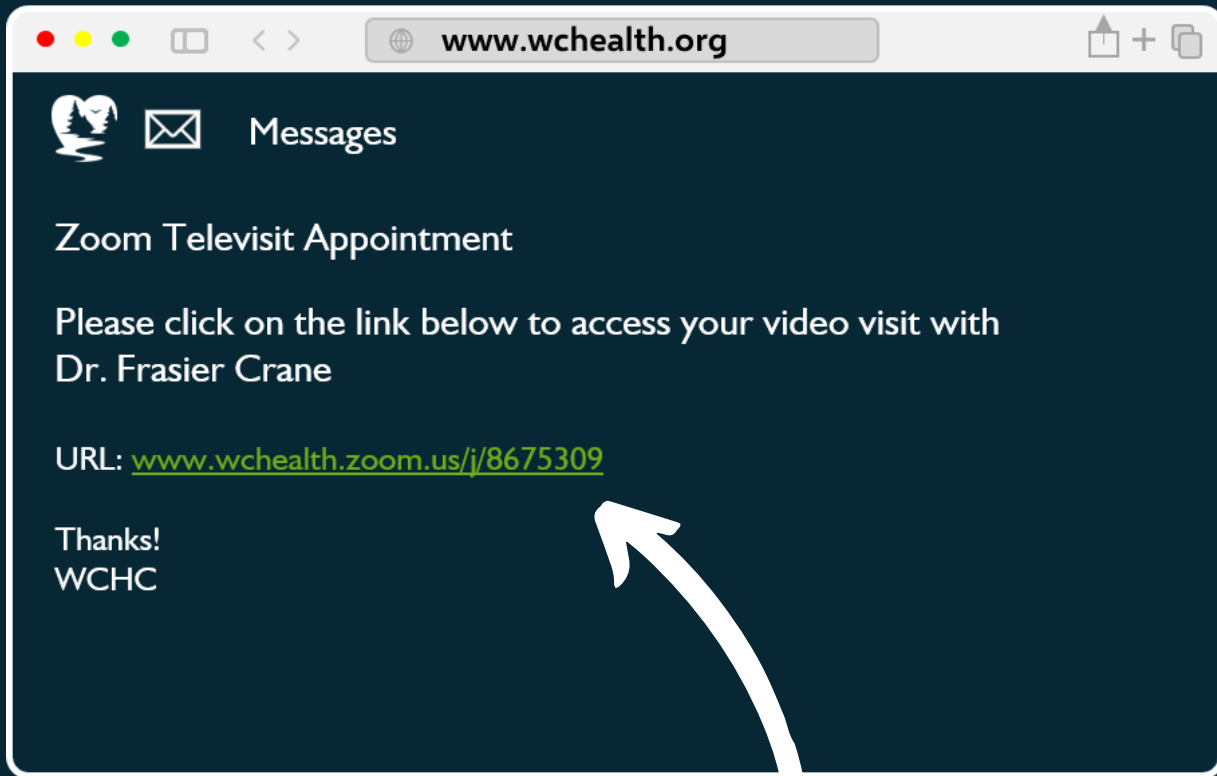 www.wchealth.org
Messages
Zoom Televisit Appointment
Please click on the link below to access your video visit with
Dr. Frasier Crane
URL: www.wchealth.zoom.us/j/8675309
Thanks!
WCHC